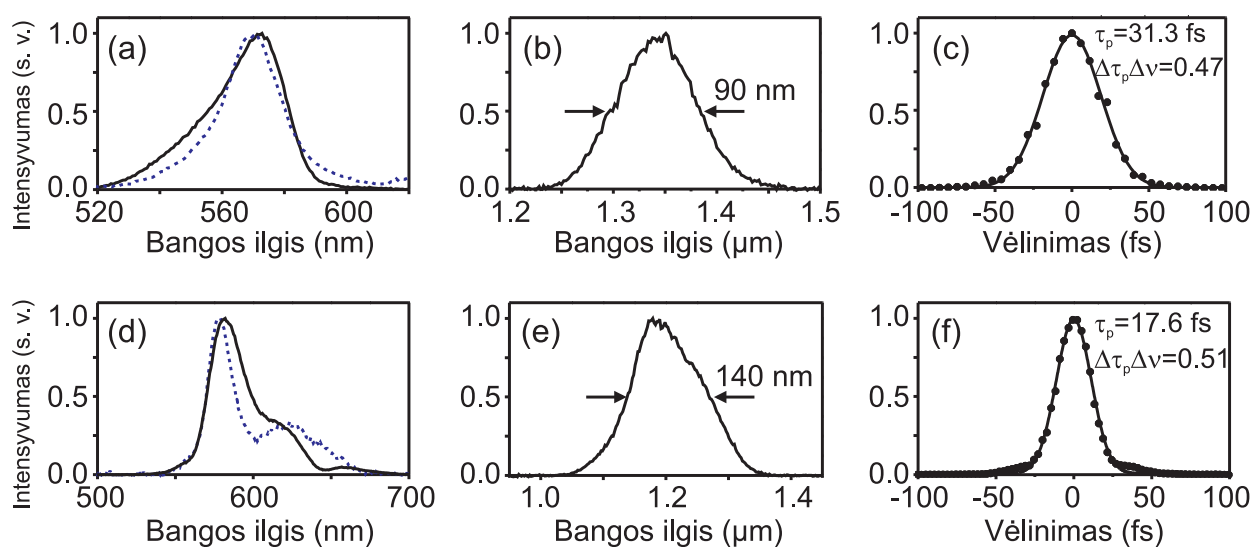 Intensyvumas (s. v.)
1.0
0.5
0.0
(a)
520 560 600
Bangos ilgis (nm)
1.0
0.5
0.0
(b)
90 nm
1.2 1.3 1.4 1.5
Bangos ilgis (µm)
1.0
0.5
0.0
(c)
τp=31.3 fs
ΔτpΔν=0.47
-100 -50 0 50 100
Vėlinimas (fs)
Intensyvumas (s. v.)
1.0
0.5
0.0
(d)
500 600 700
Bangos ilgis (nm)
1.0
0.5
0.0
(e)
140 nm
1.0 1.2 1.4
Bangos ilgis (µm)
1.0
0.5
0.0
(f)
τp=17.6 fs
ΔτpΔν=0.51
-100 -50 0 50 100
Vėlinimas (fs)